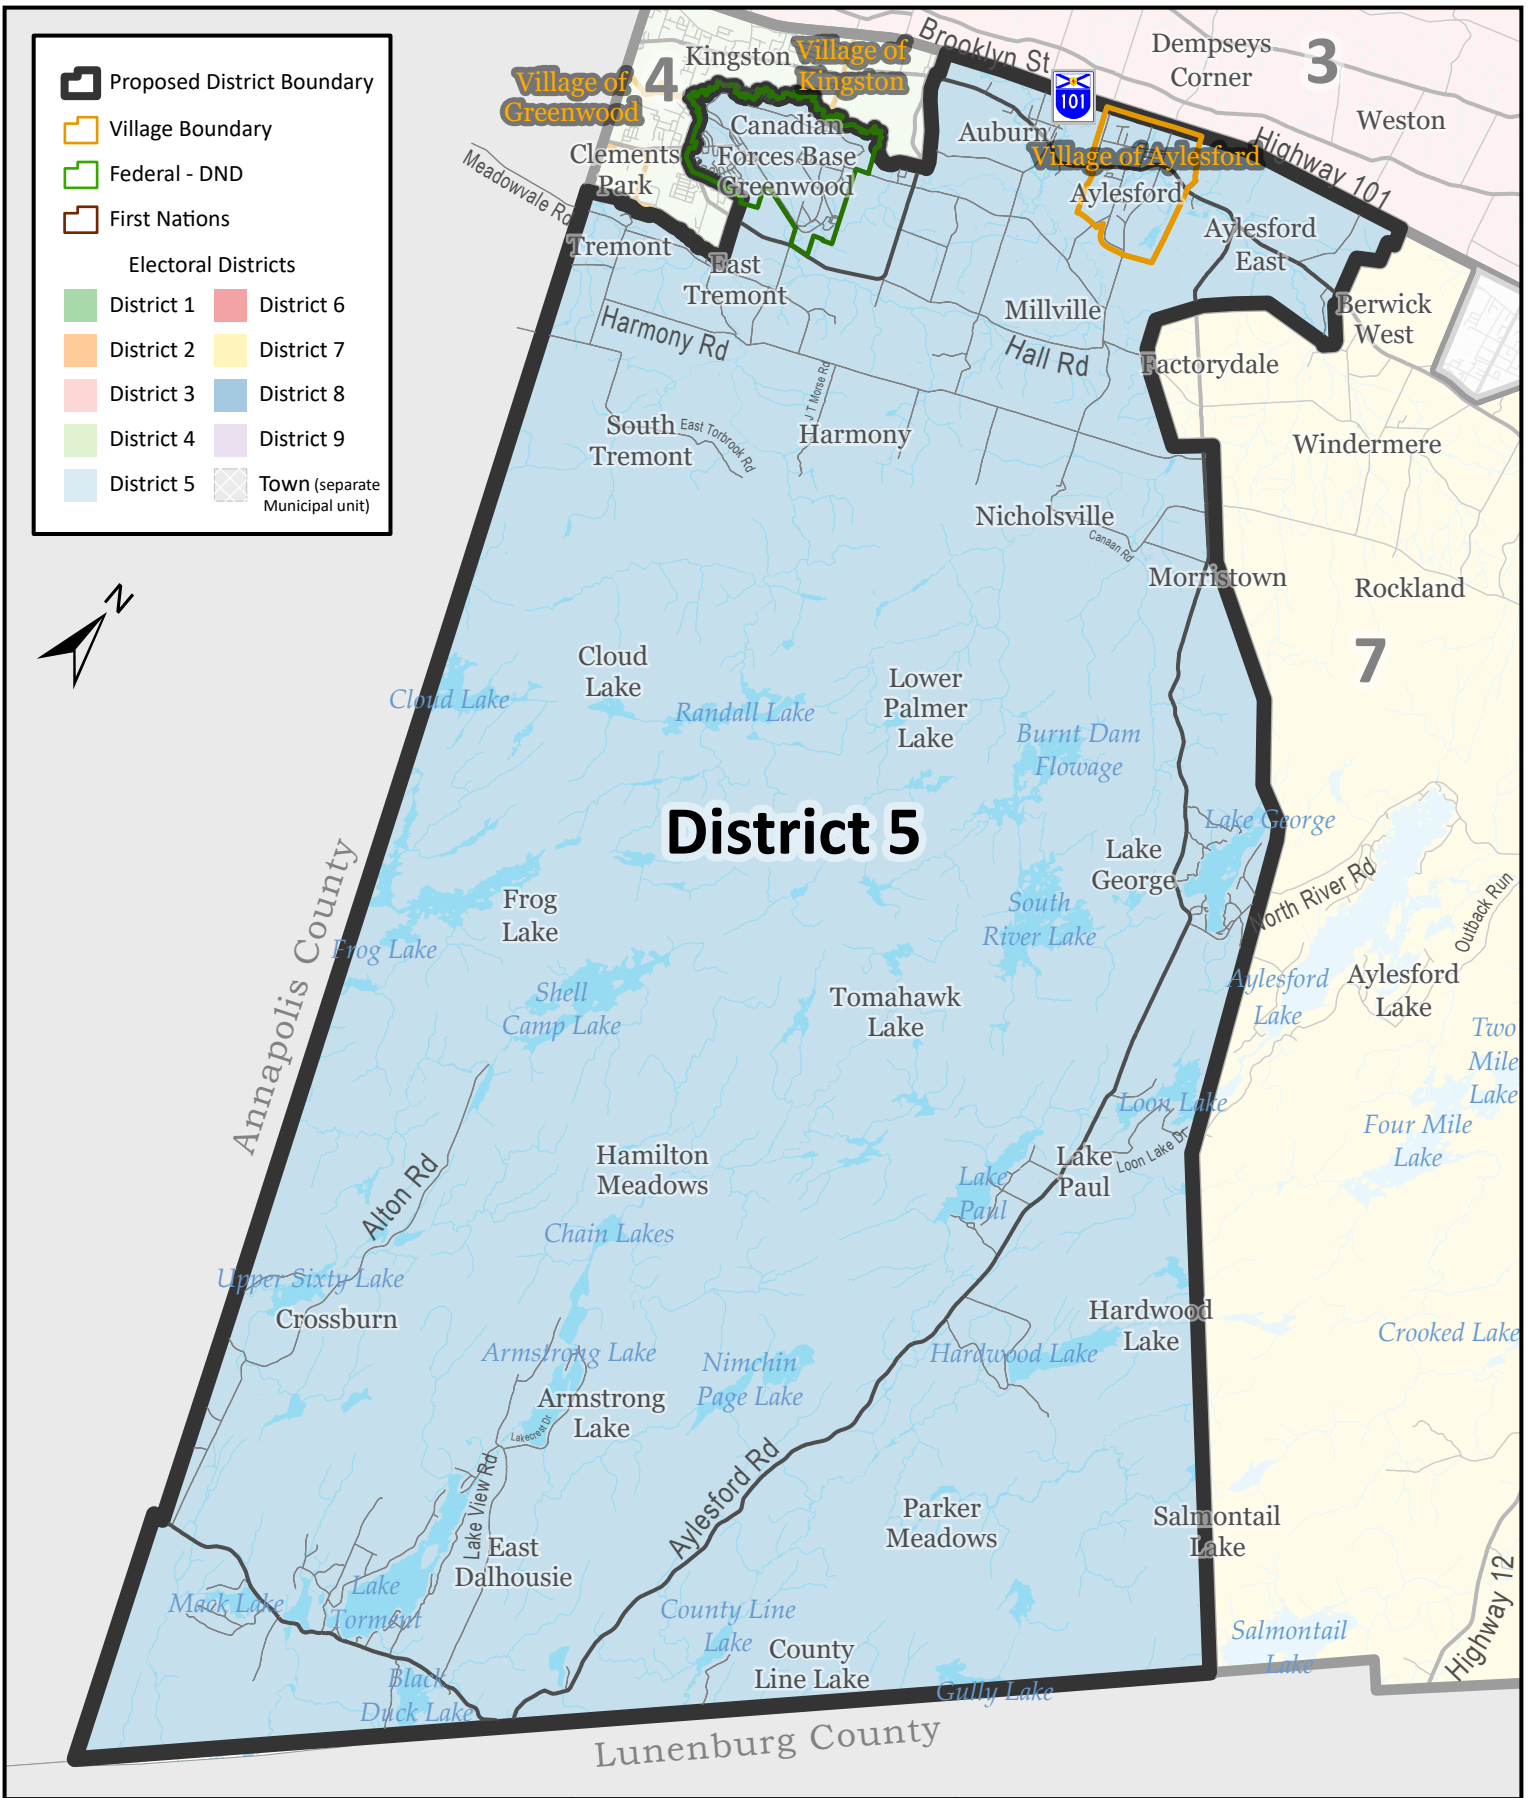 Proposed District Boundary
Village Boundary
Federal - DND
First Nations
Electoral Districts
District 1
District 6
District 2
District 7
District 3
District 8
District 4
District 9
District 5
Town (separate
Municipal unit)
N
Kingston
Village of
Kingston
Village of
Greenwood
4
Brooklyn St
Dempseys
Corner
3
Weston
101
Highway 101
Canadian
Forces Base
Greenwood
Auburn
Village of Aylesford
Aylesford
Clements
Park
Meadowvale Rd
Tremont
East
Tremont
Aylesford
East
Berwick
West
Millville
Harmony Rd
Hall Rd
Factorydale
J T Morse Rd
South
Tremont
East Torbrook Rd
Harmony
Windermere
Nicholsville
Canaan Rd
Morristown
Rockland
7
Cloud
Lake
Cloud Lake
Randall Lake
Lower
Palmer
Lake
Burnt Dam
Flowage
District 5
Lake George
Lake
George
North River Rd
Outback Run
Annapolis County
Frog
Lake
Frog Lake
South
River Lake
Shell
Camp Lake
Tomahawk
Lake
Aylesford
Lake
Aylesford
Lake
Two
Mile
Lake
Loon Lake
Loon Lake Dr
Four Mile
Lake
Alton Rd
Hamilton
Meadows
Lake
Paul
Lake
Paul
Chain Lakes
Upper Sixty Lake
Crossburn
Hardwood
Lake
Hardwood Lake
Crooked Lake
Armstrong Lake
Armstrong
Lake
Lakecrest Dr
Nimchin
Page Lake
Lake View Rd
Aylesford Rd
Parker
Meadows
Salmontail
Lake
East
Dalhousie
Highway 12
Mack Lake
Lake
Torment
County Line
Lake
County
Line Lake
Salmontail
Lake
Black
Duck Lake
Gully Lake
Lunenburg County